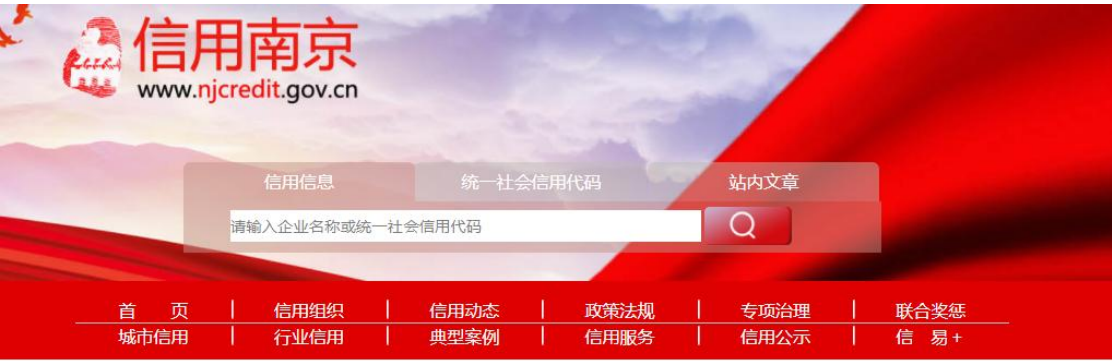 信用南京
www.njcredit.gov.cn
信用信息 统一社会信用代码 站内文章
请输入企业名称或统一社会信用代码
首 页 信用组织 信用动态 政策法规 专项治理 联合奖惩
城市信用 行业信用 典型案例 信用服务 信用公示 信 易+